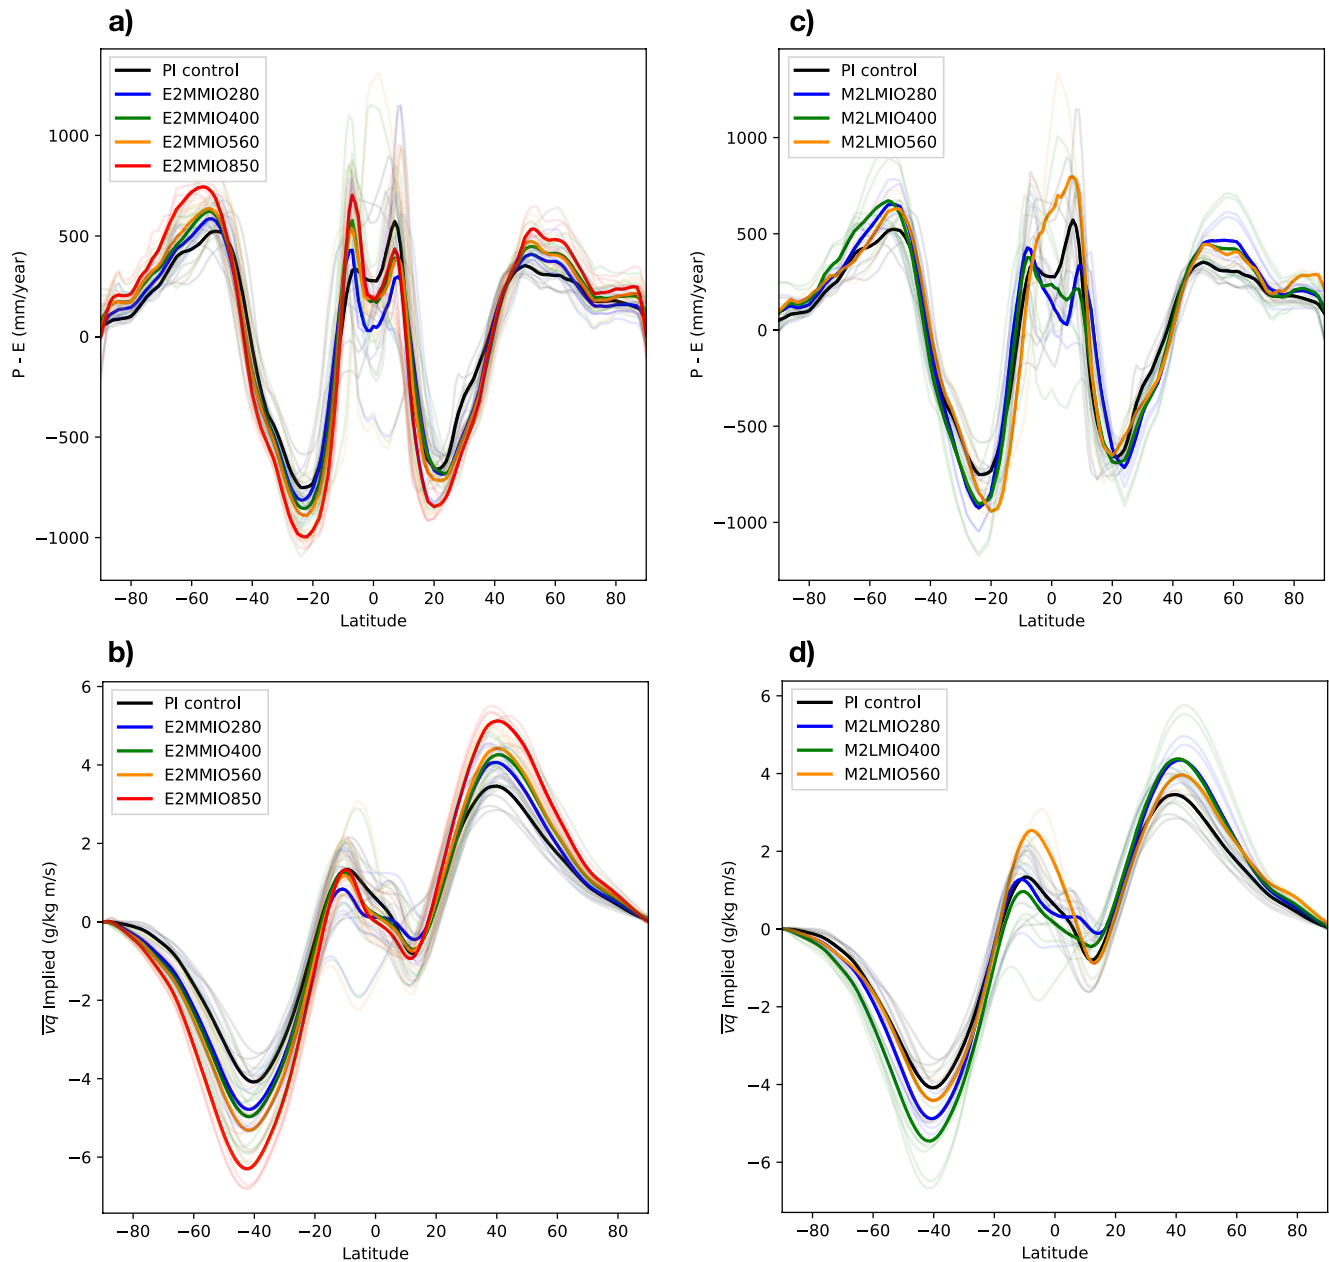 a)
PI control
E2MMIO280
E2MMIO400
E2MMIO560
E2MMIO850
1000
500
0
−500
−1000
P - E (mm/year)
−80 −60 −40 −20 0 20 40 60 80
Latitude
c)
PI control
M2LMIO280
M2LMIO400
M2LMIO560
1000
500
0
−500
−1000
P - E (mm/year)
−80 −60 −40 −20 0 20 40 60 80
Latitude
b)
PI control
E2MMIO280
E2MMIO400
E2MMIO560
E2MMIO850
6
4
2
0
−2
−4
−6
v̅q̅ Implied (g/kg m/s)
−80 −60 −40 −20 0 20 40 60 80
Latitude
d)
PI control
M2LMIO280
M2LMIO400
M2LMIO560
6
4
2
0
−2
−4
−6
v̅q̅ Implied (g/kg m/s)
−80 −60 −40 −20 0 20 40 60 80
Latitude